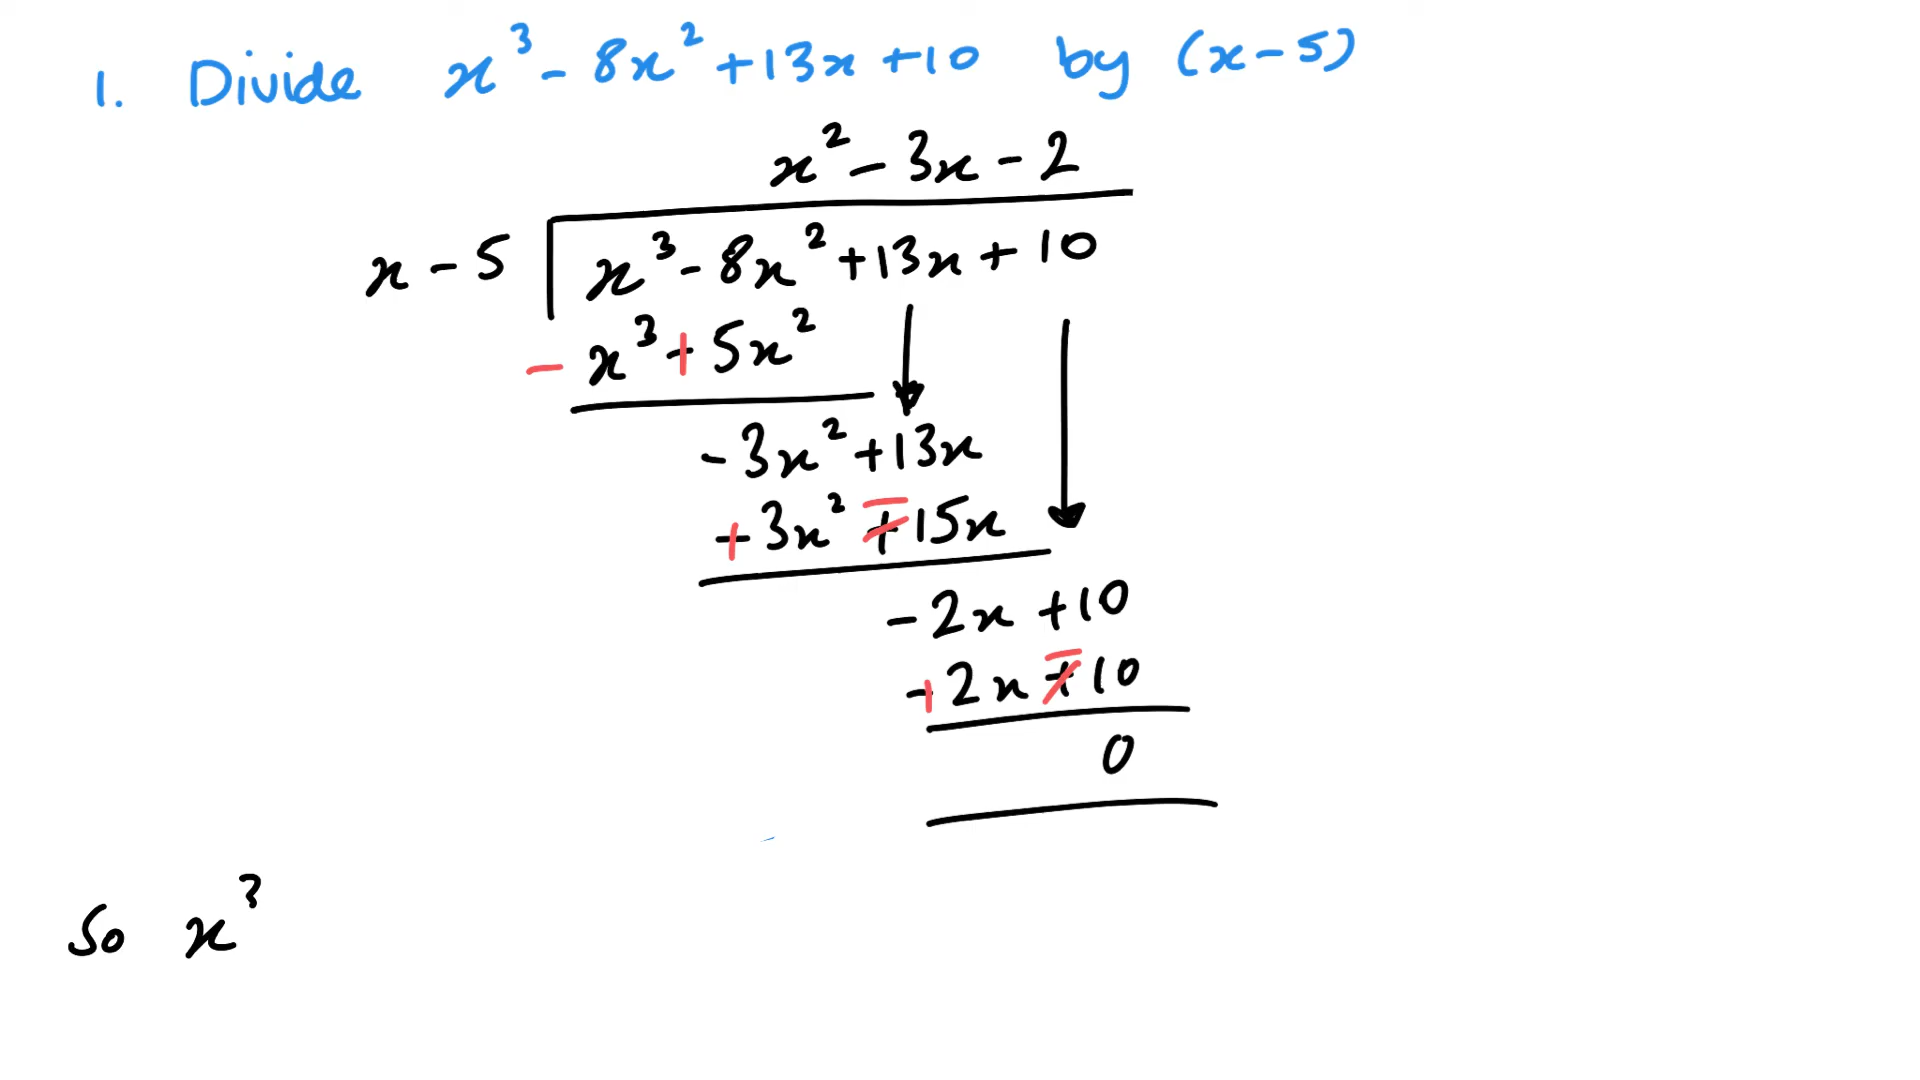 1. Divide x³ - 8x² + 13x + 10 by (x - 5)
x² - 3x - 2
x - 5 x³ - 8x² + 13x + 10
- x³ + 5x²
-3x² + 13x
+ 3x² - 15x
-2x + 10
+ 2x - 10
0
So x³